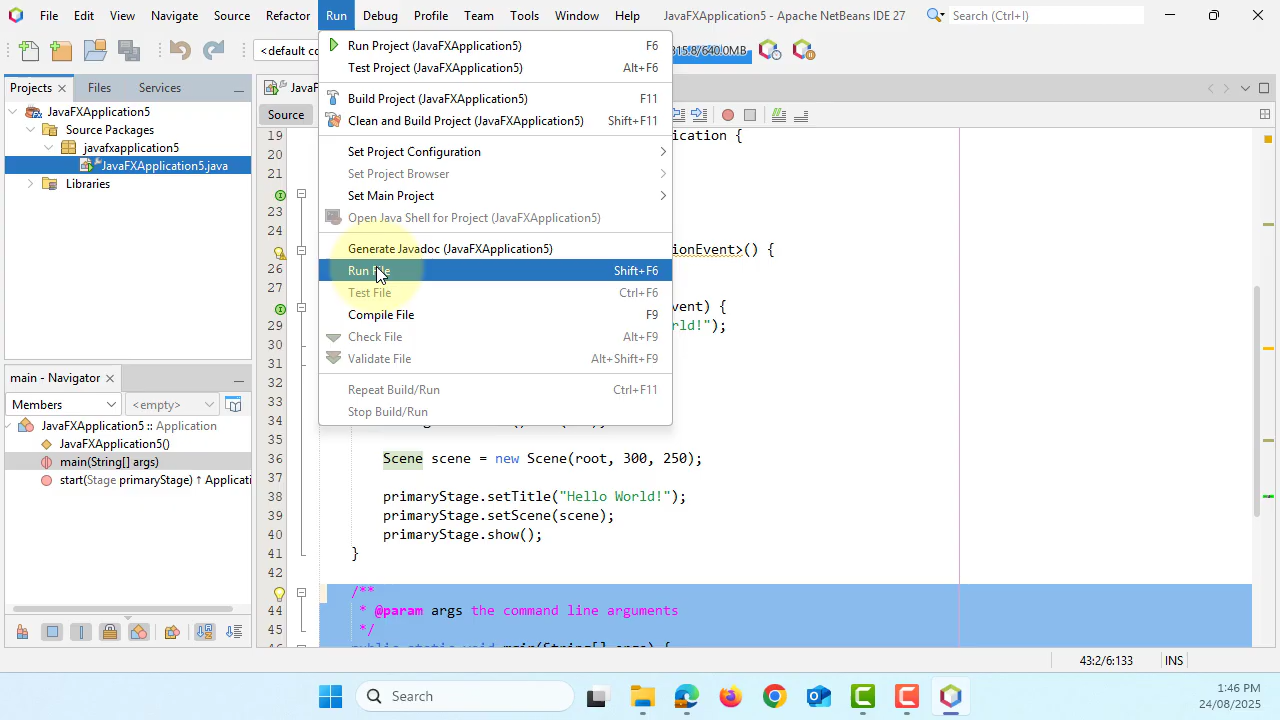 File Edit View Navigate Source Refactor Run Debug Profile Team Tools Window Help JavaFXApplication5 - Apache NetBeans IDE 27 Search (Ctrl+I)
<default co
315.8/640.0MB
Run Project (JavaFXApplication5) F6
Test Project (JavaFXApplication5) Alt+F6
Build Project (JavaFXApplication5) F11
Clean and Build Project (JavaFXApplication5) Shift+F11
Set Project Configuration
Set Project Browser
Set Main Project
Open Java Shell for Project (JavaFXApplication5)
Generate Javadoc (JavaFXApplication5)
Run File Shift+F6
Test File Ctrl+F6
Compile File F9
Check File Alt+F9
Validate File Alt+Shift+F9
Repeat Build/Run Ctrl+F11
Stop Build/Run
Projects Files Services
JavaFXApplication5
Source Packages
javafxapplication5
JavaFXApplication5.java
Libraries
main - Navigator
Members <empty>
JavaFXApplication5 :: Application
JavaFXApplication5()
main(String[] args)
start(Stage primaryStage) ↑ Applicati
JavaF
Source
19 ication {
20
21
23
ionEvent>() {
26
27
vent) {
29 rld!");
30
31
32
33
34
35
36 Scene scene = new Scene(root, 300, 250);
37
38 primaryStage.setTitle("Hello World!");
39 primaryStage.setScene(scene);
40 primaryStage.show();
41 }
42
/**
44 * @param args the command line arguments
45 */
46 public static void main(String[] args) {
43:2/6:133 INS
Search
1:46 PM
24/08/2025